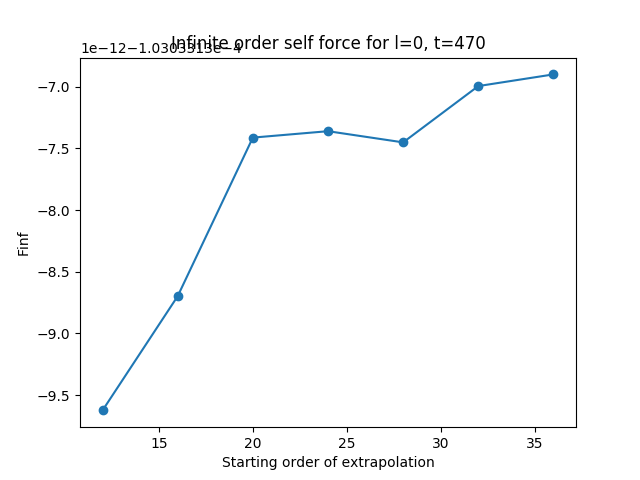 Infinite order self force for l=0, t=470
1e−12−1.0303313e−4
−7.0
−7.5
−8.0
−8.5
−9.0
−9.5
Finf
15 20 25 30 35
Starting order of extrapolation